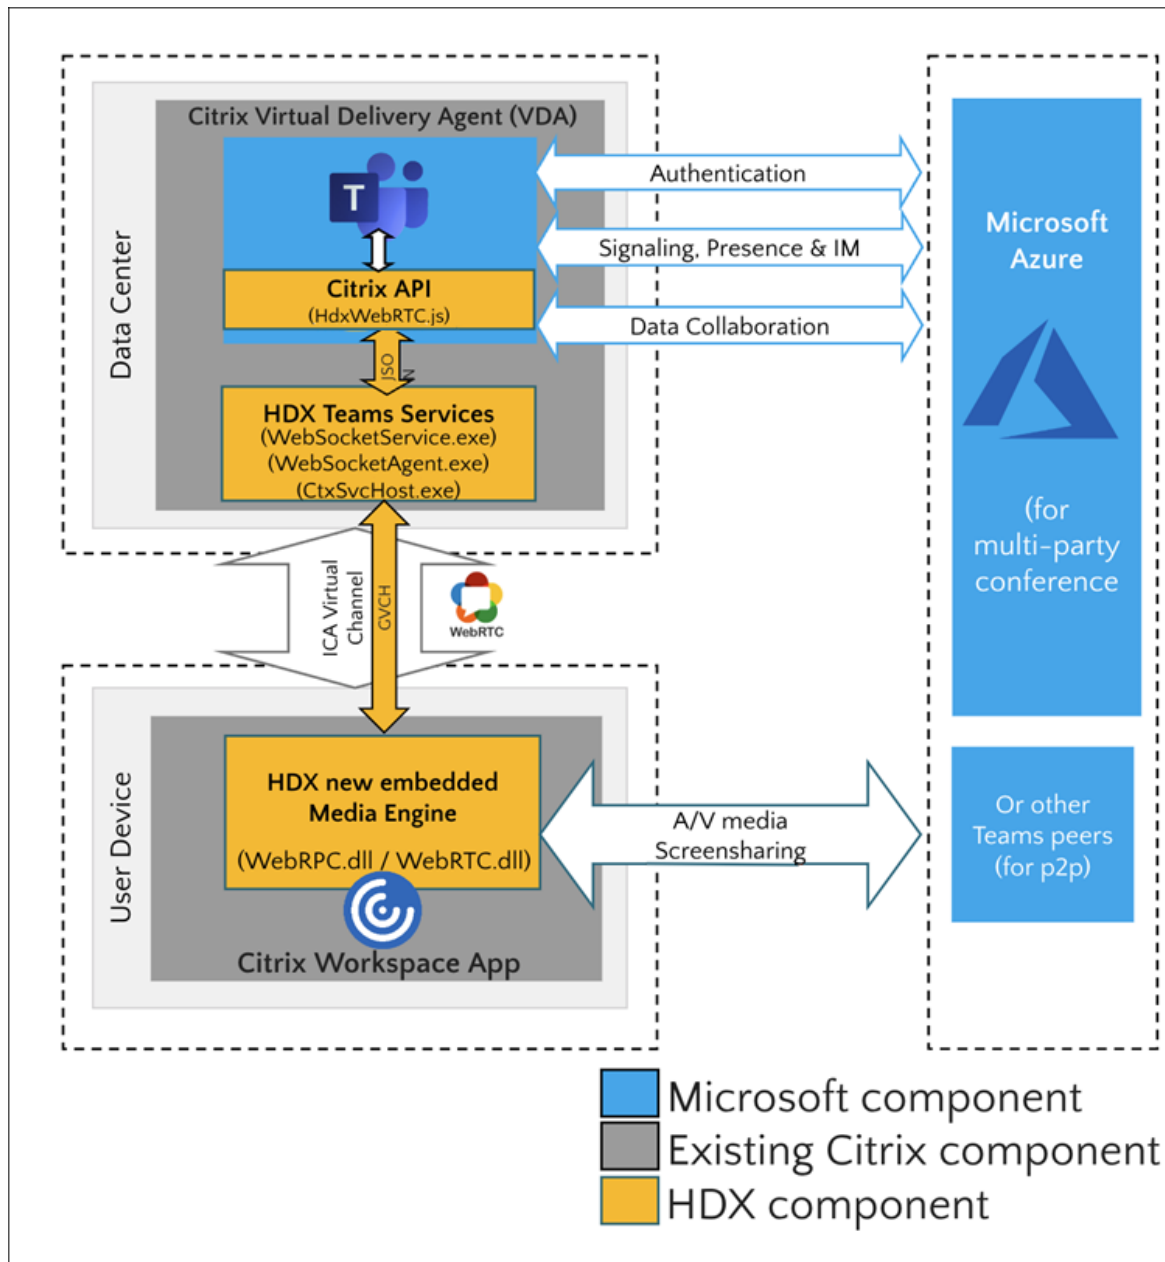 Citrix Virtual Delivery Agent (VDA)
Data Center
T
Citrix API
(HdxWebRTC.js)
JSO
N
HDX Teams Services
(WebSocketService.exe)
(WebSocketAgent.exe)
(CtxSvcHost.exe)
Authentication
Signaling, Presence & IM
Data Collaboration
Microsoft
Azure
(for
multi-party
conference
ICA Virtual
Channel
GVCH
WebRTC
User Device
HDX new embedded
Media Engine
(WebRPC.dll / WebRTC.dll)
Citrix Workspace App
A/V media
Screensharing
Or other
Teams peers
(for p2p)
Microsoft component
Existing Citrix component
HDX component